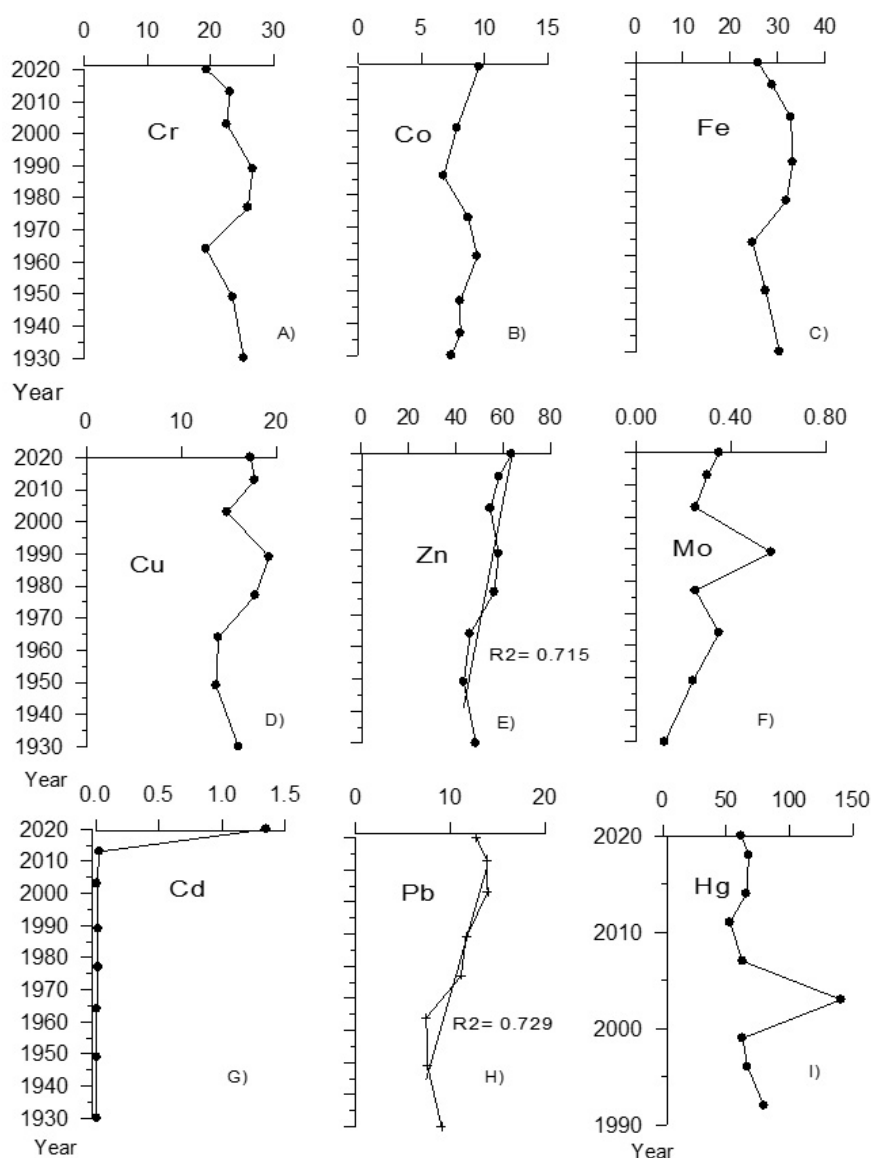 0 10 20 30
0 5 10 15
0 10 20 30 40
2020
2010
2000
1990
1980
1970
1960
1950
1940
1930
Year
Cr
Co
Fe
A)
B)
C)
0 10 20
0 20 40 60 80
0.00 0.40 0.80
2020
2010
2000
1990
1980
1970
1960
1950
1940
1930
Year
Cu
Zn
Mo
R2= 0.715
D)
E)
F)
0.0 0.5 1.0 1.5
0 10 20
0 50 100 150
2020
2010
2000
1990
1980
1970
1960
1950
1940
1930
Year
Cd
Pb
Hg
R2= 0.729
G)
H)
I)
2020
2010
2000
1990
Year